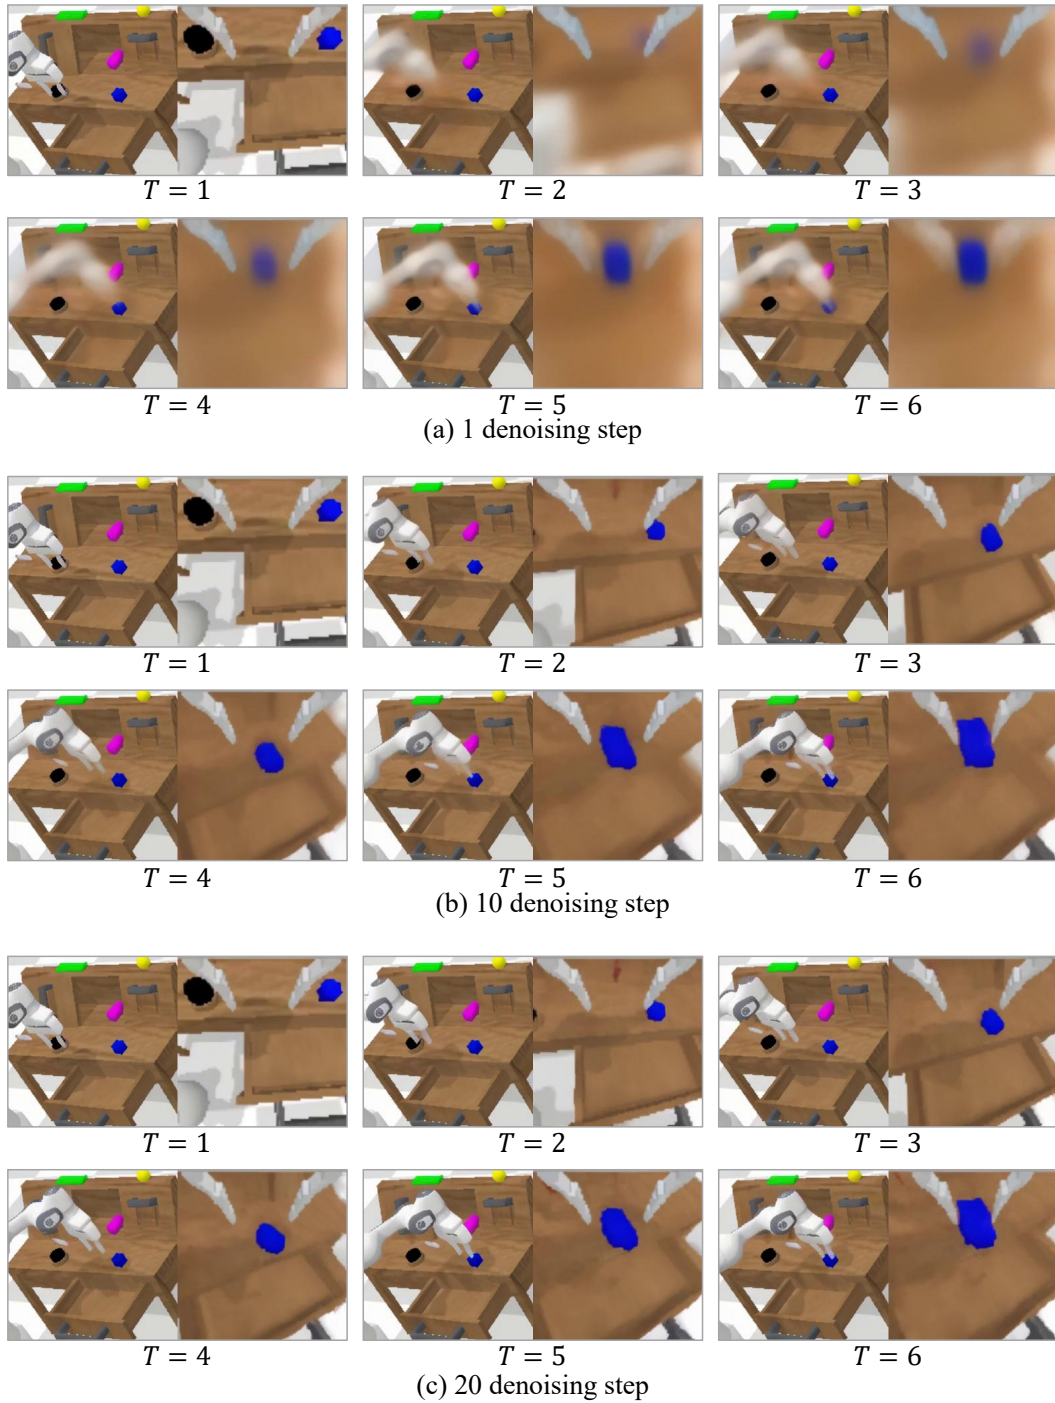 T = 1
T = 2
T = 3
T = 4
T = 5
T = 6
(a) 1 denoising step
T = 1
T = 2
T = 3
T = 4
T = 5
T = 6
(b) 10 denoising step
T = 1
T = 2
T = 3
T = 4
T = 5
T = 6
(c) 20 denoising step